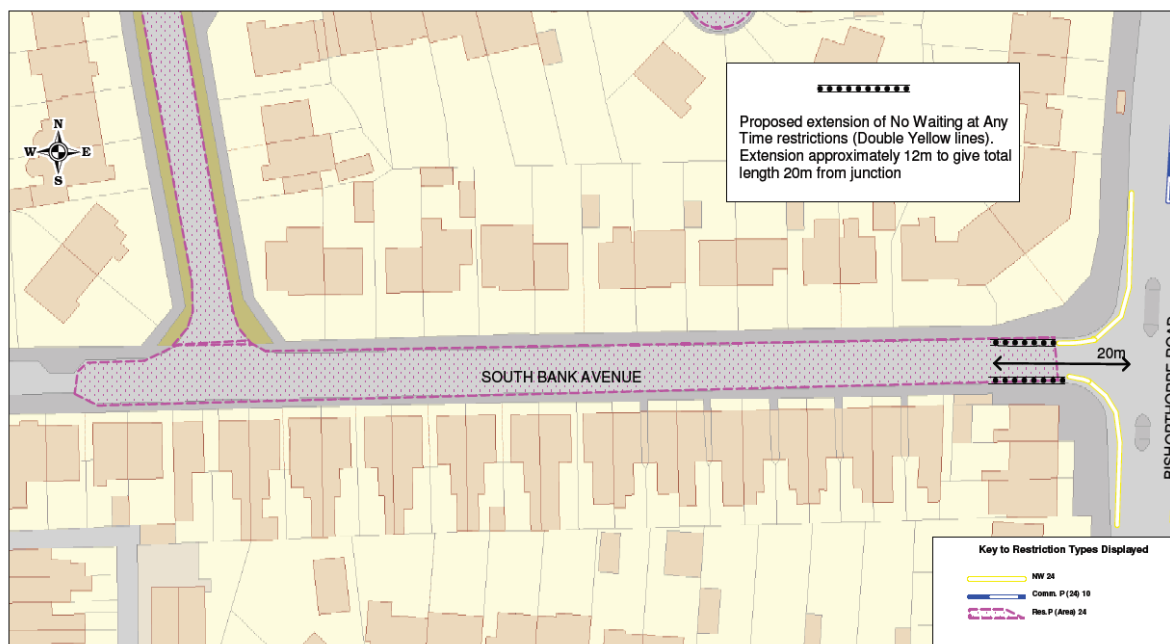 N
W E
S
Proposed extension of No Waiting at Any
Time restrictions (Double Yellow lines).
Extension approximately 12m to give total
length 20m from junction
20m
SOUTH BANK AVENUE
BISHOPTHORPE ROAD
Key to Restriction Types Displayed
NW 24
Comm. P (24) 10
Res.P (Area) 24